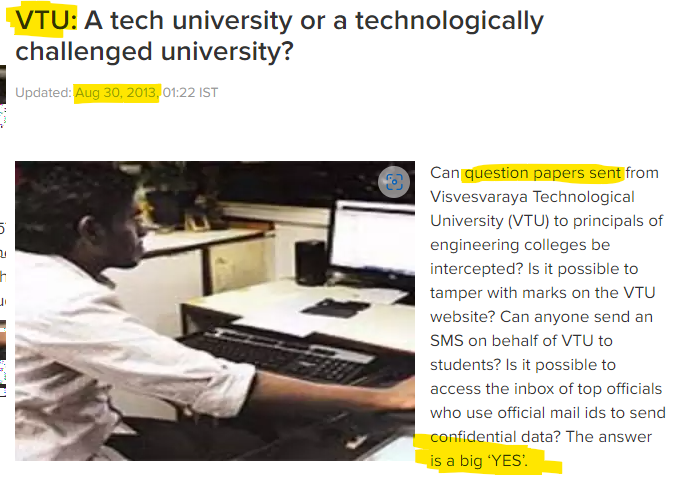 VTU: A tech university or a technologically
challenged university?
Updated: Aug 30, 2013, 01:22 IST
Can question papers sent from
Visvesvaraya Technological
University (VTU) to principals of
engineering colleges be
intercepted? Is it possible to
tamper with marks on the VTU
website? Can anyone send an
SMS on behalf of VTU to
students? Is it possible to
access the inbox of top officials
who use official mail ids to send
confidential data? The answer
is a big ‘YES’.